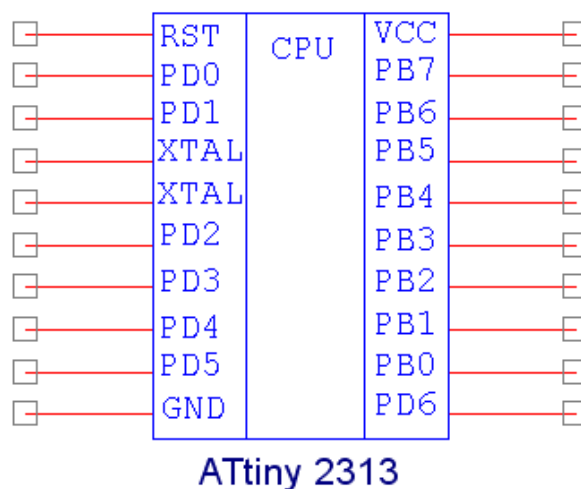 RST
PD0
PD1
XTAL
XTAL
PD2
PD3
PD4
PD5
GND
CPU
VCC
PB7
PB6
PB5
PB4
PB3
PB2
PB1
PB0
PD6
ATtiny 2313